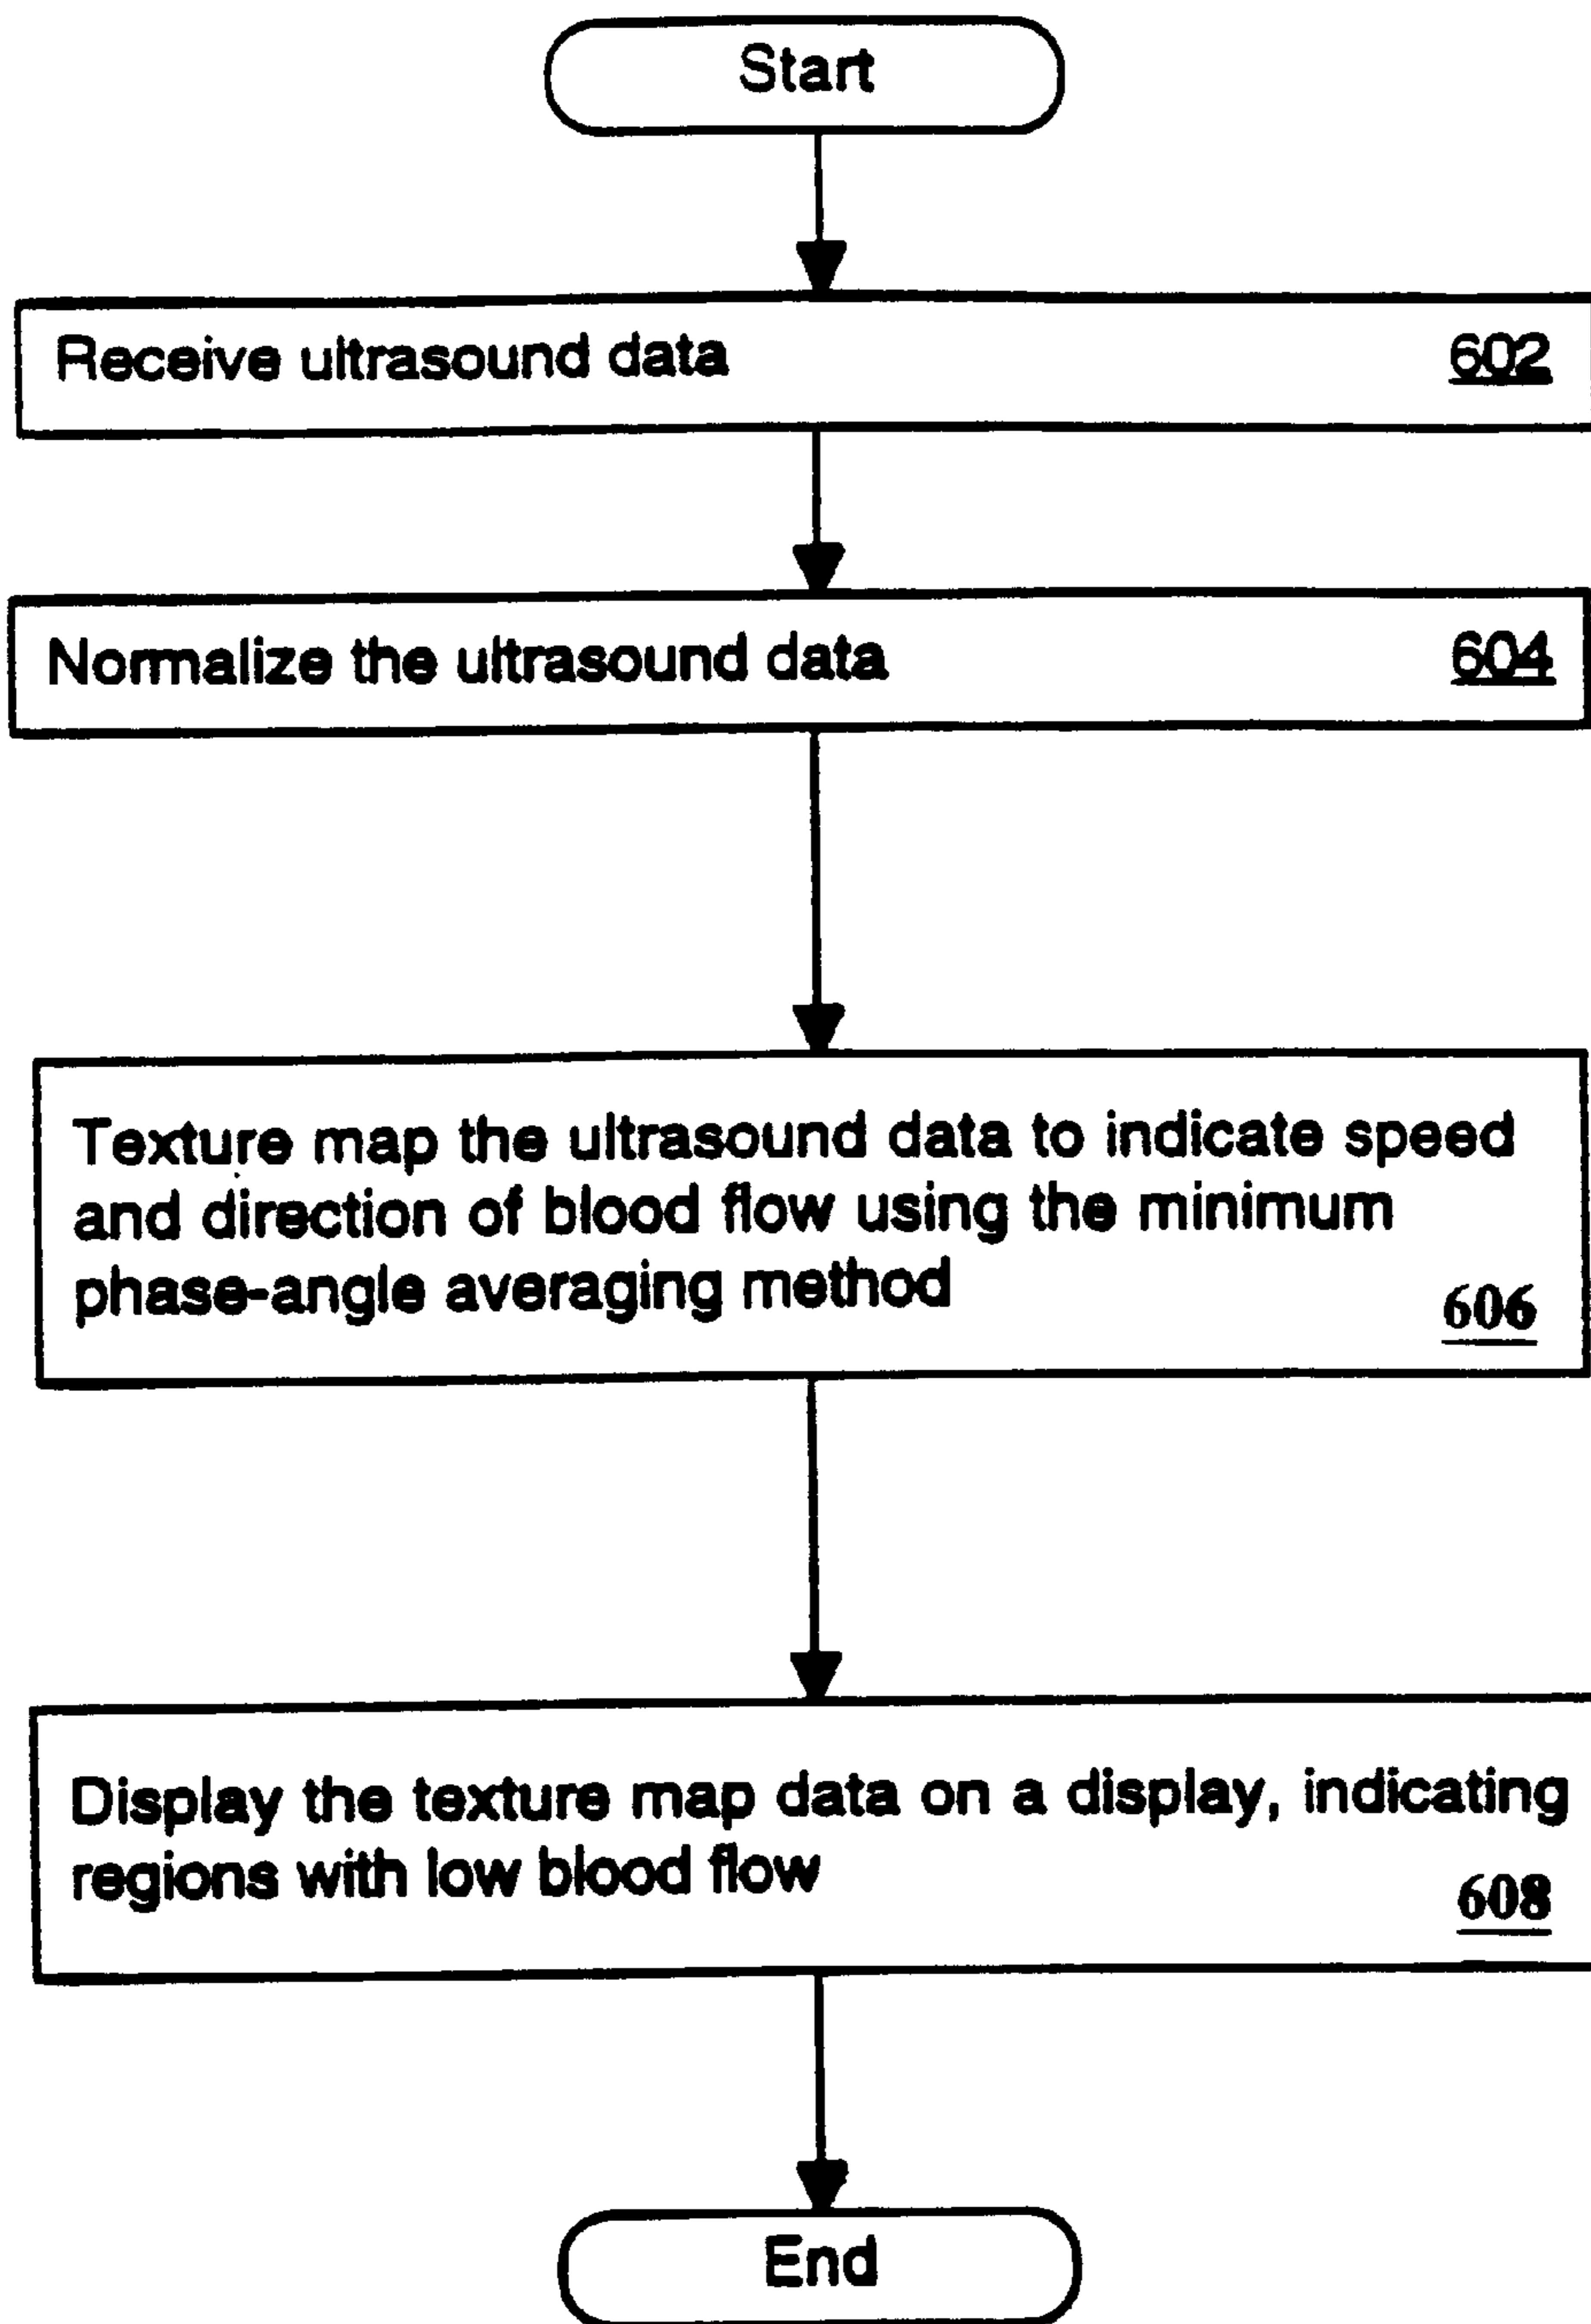 Start
Receive ultrasound data 602
Normalize the ultrasound data 604
Texture map the ultrasound data to indicate speed
and direction of blood flow using the minimum
phase-angle averaging method
606
Display the texture map data on a display, indicating
regions with low blood flow
608
End